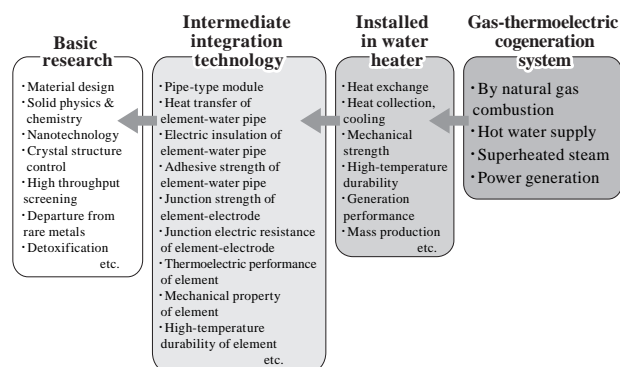 Basic
research
・Material design
・Solid physics &
chemistry
・Nanotechnology
・Crystal structure
control
・High throughput
screening
・Departure from
rare metals
・Detoxification
etc.
Intermediate
integration
technology
・Pipe-type module
・Heat transfer of
element-water pipe
・Electric insulation of
element-water pipe
・Adhesive strength of
element-water pipe
・Junction strength of
element-electrode
・Junction electric resistance
of element-electrode
・Thermoelectric performance
of element
・Mechanical property
of element
・High-temperature
durability of element
etc.
Installed
in water
heater
・Heat exchange
・Heat collection,
cooling
・Mechanical
strength
・High-temperature
durability
・Generation
performance
・Mass production
etc.
Gas-thermoelectric
cogeneration
system
・By natural gas
combustion
・Hot water supply
・Superheated steam
・Power generation